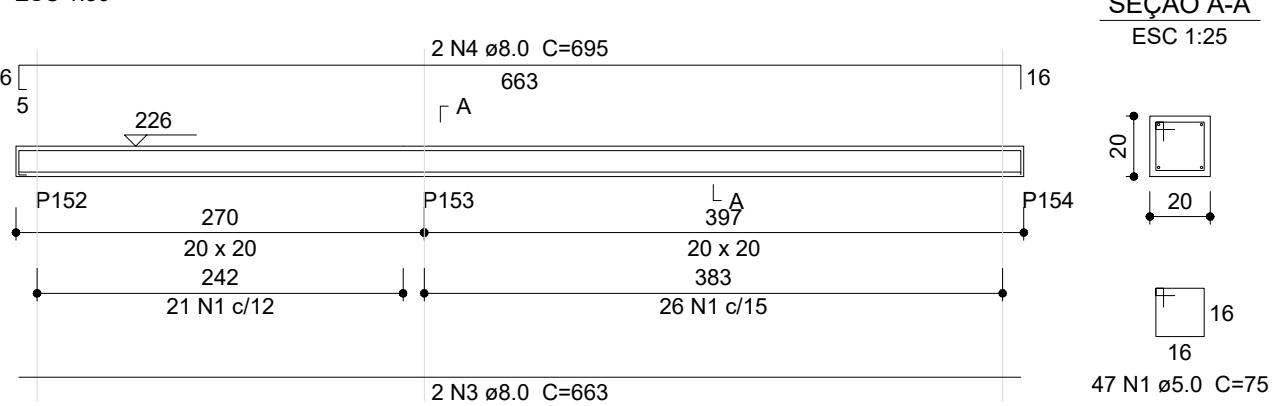 SEÇÃO A-A
ESC 1:25
2 N4 ø8.0 C=695
663
16
5
A
226
20
20
P152
P153
A
P154
270
397
20 x 20
20 x 20
242
383
21 N1 c/12
26 N1 c/15
16
16
47 N1 ø5.0 C=75
2 N3 ø8.0 C=663